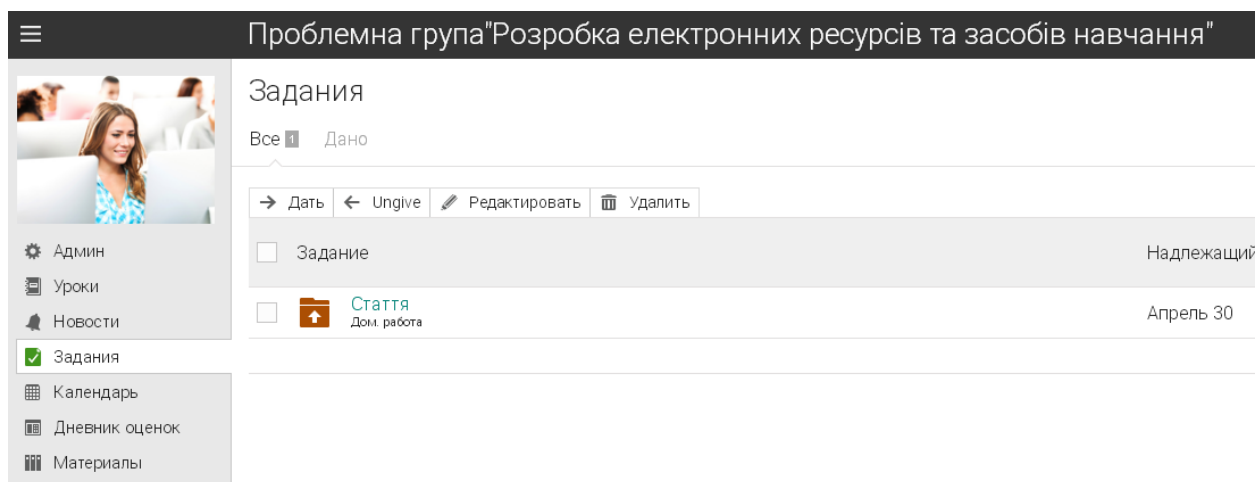 Проблемна група"Розробка електронних ресурсів та засобів навчання"
Задания
Все 1 Дано
Дать Ungive Редактировать Удалить
Задание Надлежащий
Стаття Апрель 30
Дом. работа
Админ
Уроки
Новости
Задания
Календарь
Дневник оценок
Материалы